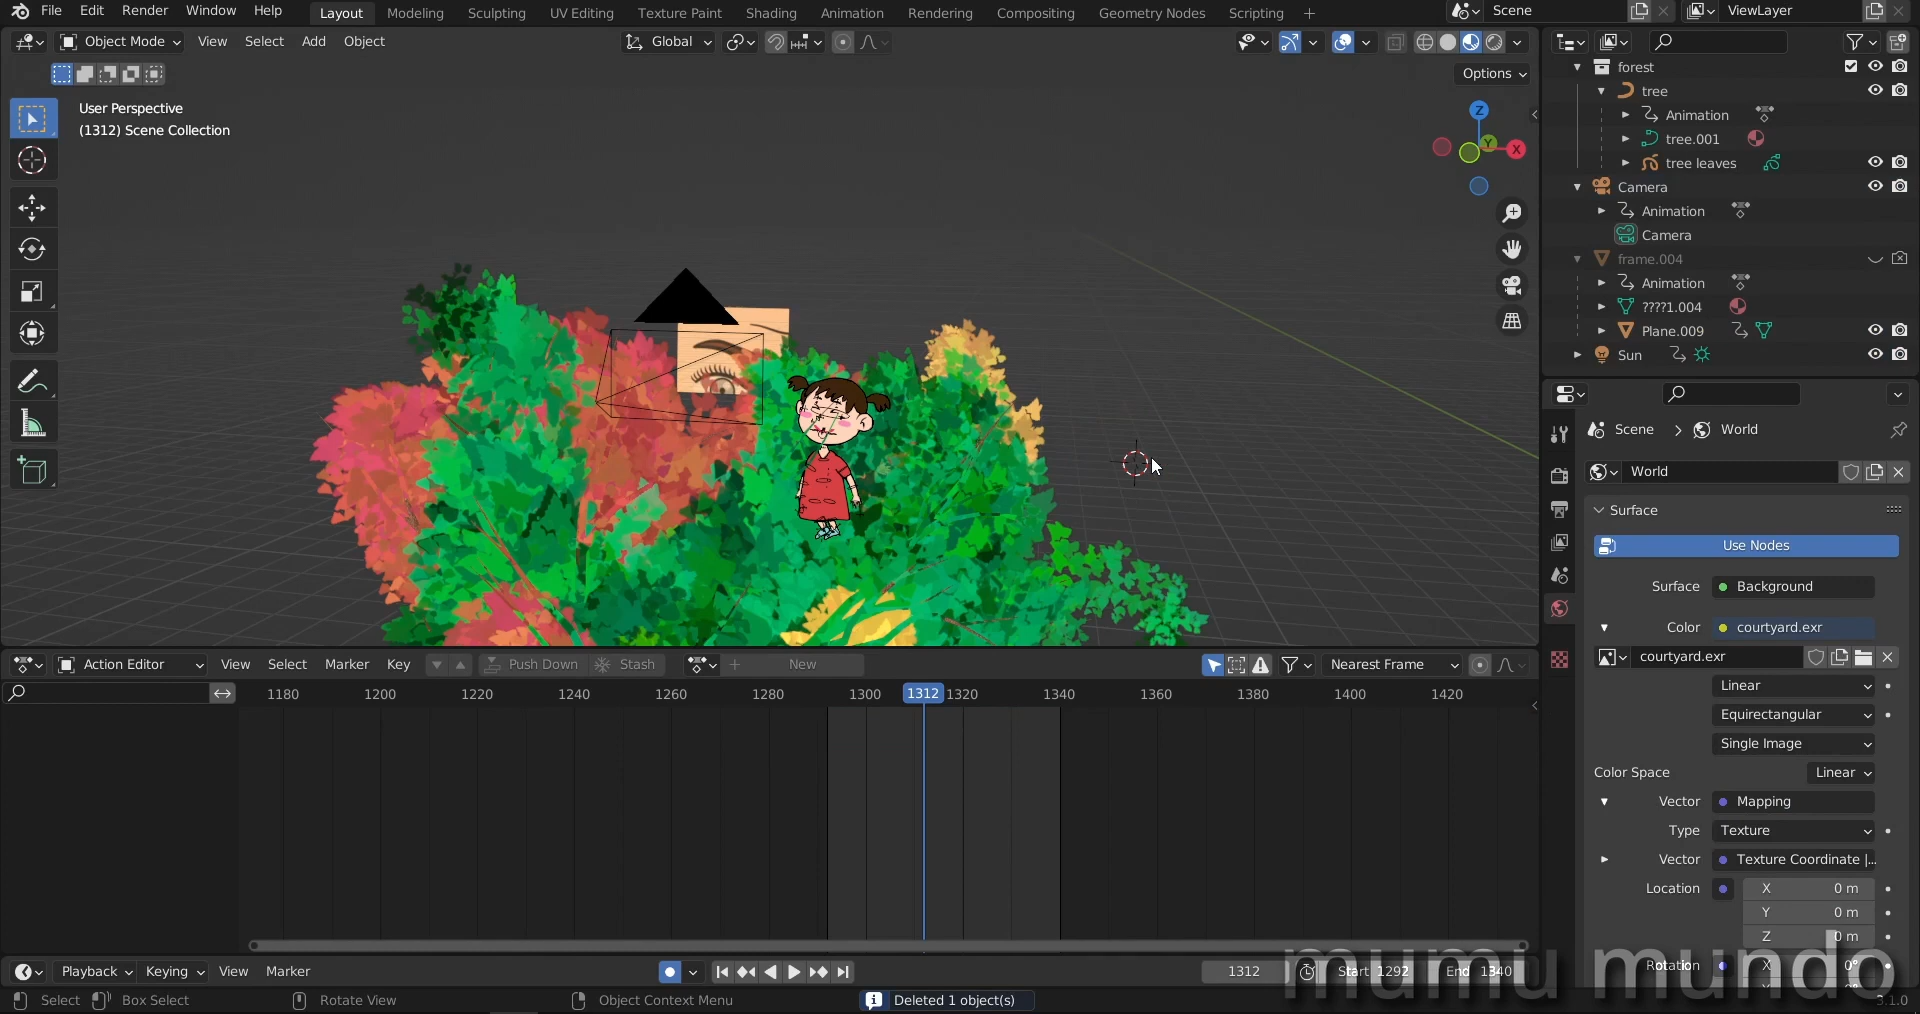 File Edit Render Window Help Layout Modeling Sculpting UV Editing Texture Paint Shading Animation Rendering Compositing Geometry Nodes Scripting + Scene ViewLayer
Object Mode View Select Add Object Global
Options
User Perspective
(1312) Scene Collection
Z
Y
X
forest
tree
Animation
tree.001
tree leaves
Camera
Animation
Camera
frame.004
Animation
????1.004
Plane.009
Sun
Scene > World
World
Surface
Use Nodes
Surface Background
Color courtyard.exr
courtyard.exr
Linear
Equirectangular
Single Image
Color Space Linear
Vector Mapping
Type Texture
Vector Texture Coordinate |...
Location X 0 m
Y 0 m
Z 0 m
Rotation X 0°
Action Editor View Select Marker Key Push Down Stash New Nearest Frame
1180 1200 1220 1240 1260 1280 1300 1312 1320 1340 1360 1380 1400 1420
Playback Keying View Marker 1312 Start 1292 End 1340
mumu mundo
Select Box Select Rotate View Object Context Menu Deleted 1 object(s) 3.1.0